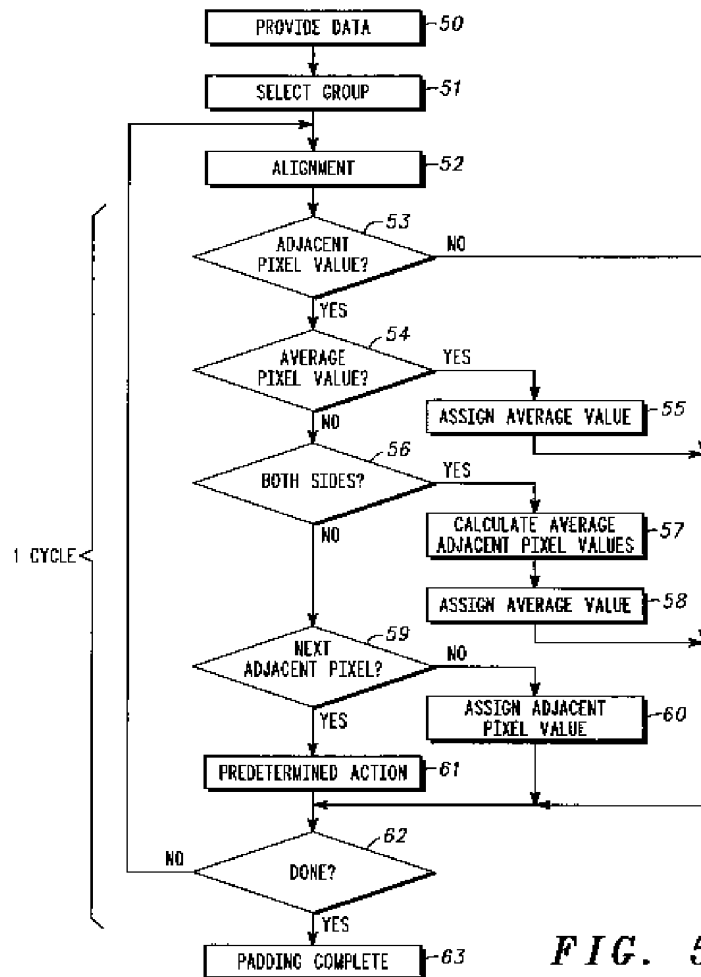 PROVIDE DATA
50
SELECT GROUP
51
ALIGNMENT
52
53
ADJACENT
PIXEL VALUE?
NO
YES
54
AVERAGE
PIXEL VALUE?
YES
NO
ASSIGN AVERAGE VALUE
55
56
BOTH SIDES?
YES
NO
CALCULATE AVERAGE
ADJACENT PIXEL VALUES
57
1 CYCLE
ASSIGN AVERAGE VALUE
58
59
NEXT
ADJACENT PIXEL?
NO
YES
ASSIGN ADJACENT
PIXEL VALUE
60
PREDETERMINED ACTION
61
62
NO
DONE?
YES
PADDING COMPLETE
63
FIG. 5